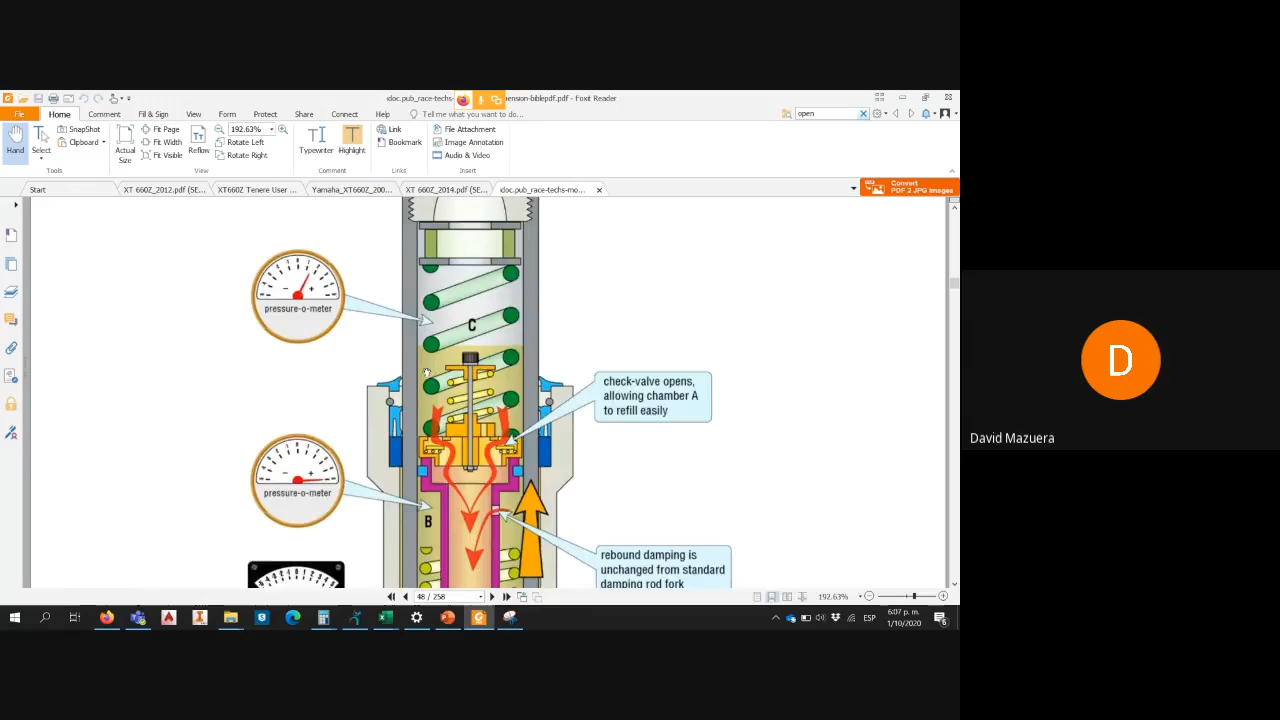 idoc.pub_race-techs- ension-biblepdf.pdf - Foxit Reader
File Home Comment Fill & Sign View Form Protect Share Connect Help Tell me what you want to do... open
Hand
Select
SnapShot
Clipboard
Actual Size
Fit Page
Fit Width
Fit Visible
Reflow
192.63%
Rotate Left
Rotate Right
Typewriter
Highlight
Link
Bookmark
File Attachment
Image Annotation
Audio & Video
Tools View Comment Links Insert
Start XT 660Z_2012.pdf (SE... XT660Z Tenere User ... Yamaha_XT660Z_200... XT 660Z_2014.pdf (SE... idoc.pub_race-techs-mo...
Convert
PDF 2 JPG Images
− +
pressure-o-meter
C
check-valve opens,
allowing chamber A
to refill easily
− +
pressure-o-meter
B
rebound damping is
unchanged from standard
damping rod fork
48 / 258 192.63%
ESP
6:07 p. m.
1/10/2020
6
D
David Mazuera